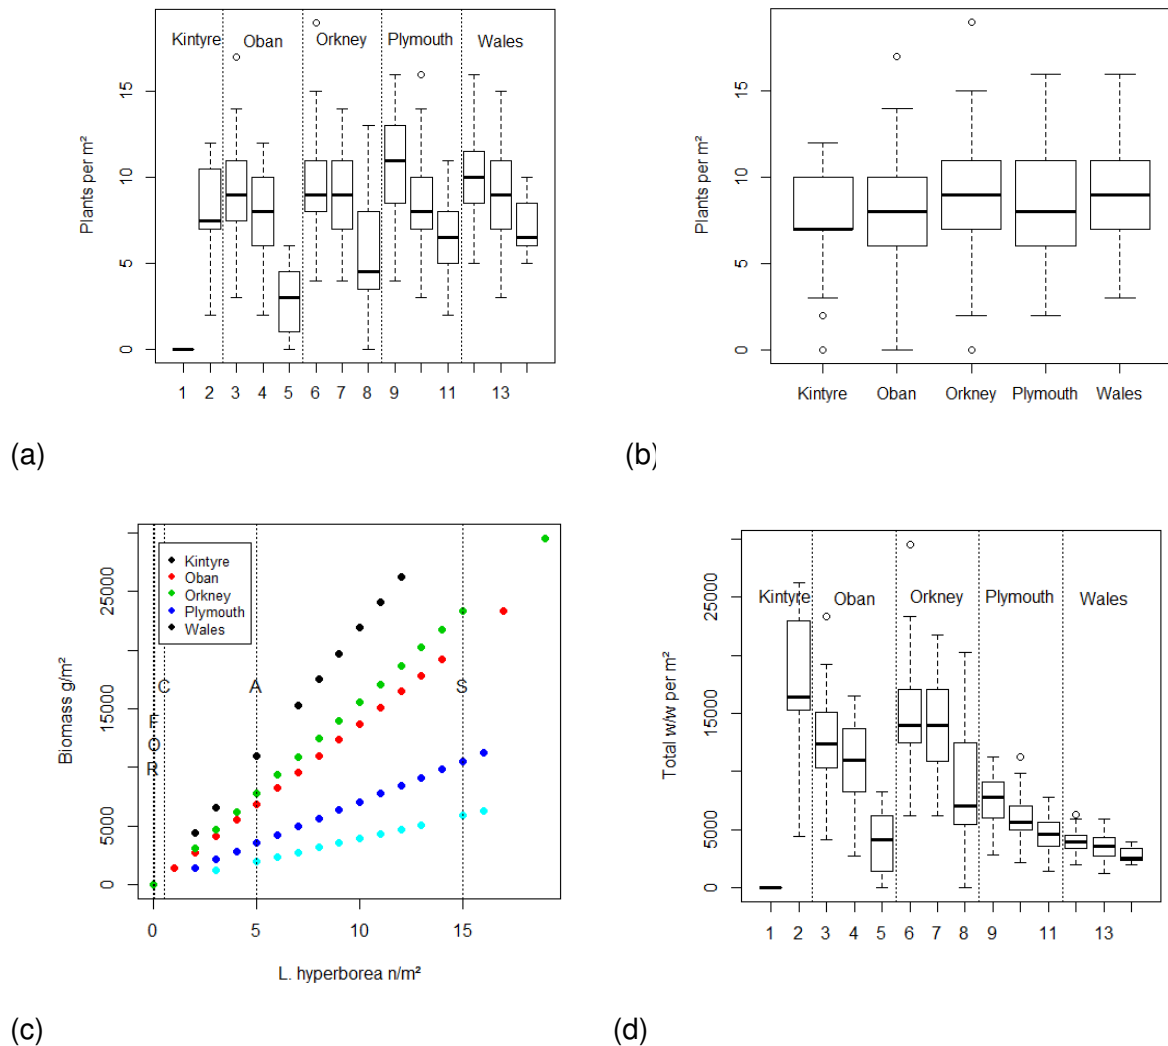 Kintyre Oban Orkney Plymouth Wales
Plants per m²
15
10
5
0
1 2 3 4 5 6 7 8 9 11 13
(a)
Plants per m²
15
10
5
0
Kintyre Oban Orkney Plymouth Wales
(b)
Biomass g/m²
25000
15000
5000
0
Kintyre
Oban
Orkney
Plymouth
Wales
C A S
F
O
R
0 5 10 15
L. hyperborea n/m²
(c)
Total w/w per m²
25000
15000
5000
0
Kintyre Oban Orkney Plymouth Wales
1 2 3 4 5 6 7 8 9 11 13
(d)